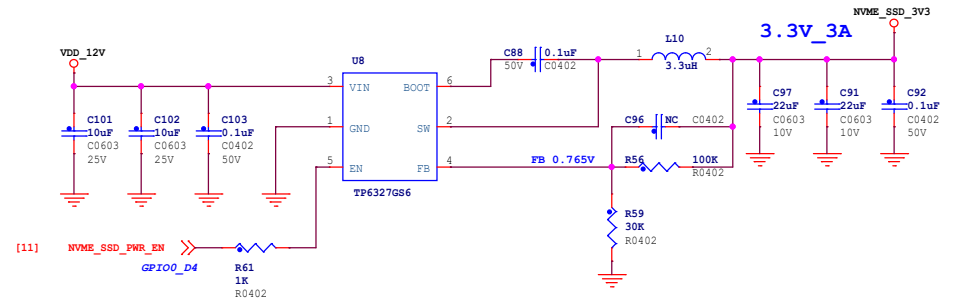 NVME_SSD_3V3
3.3V_3A
VDD_12V
U8
C88
0.1uF
50V
C0402
L10
1
2
3.3uH
3
VIN
BOOT
6
C101
10uF
C0603
25V
C102
10uF
C0603
25V
C103
0.1uF
C0402
50V
1
GND
SW
2
C96
NC
C0402
C97
22uF
C0603
10V
C91
22uF
C0603
10V
C92
0.1uF
C0402
50V
5
EN
FB
4
FB 0.765V
R56
100K
R0402
TP6327GS6
R59
30K
R0402
[11]
NVME_SSD_PWR_EN
GPIO0_D4
R61
1K
R0402